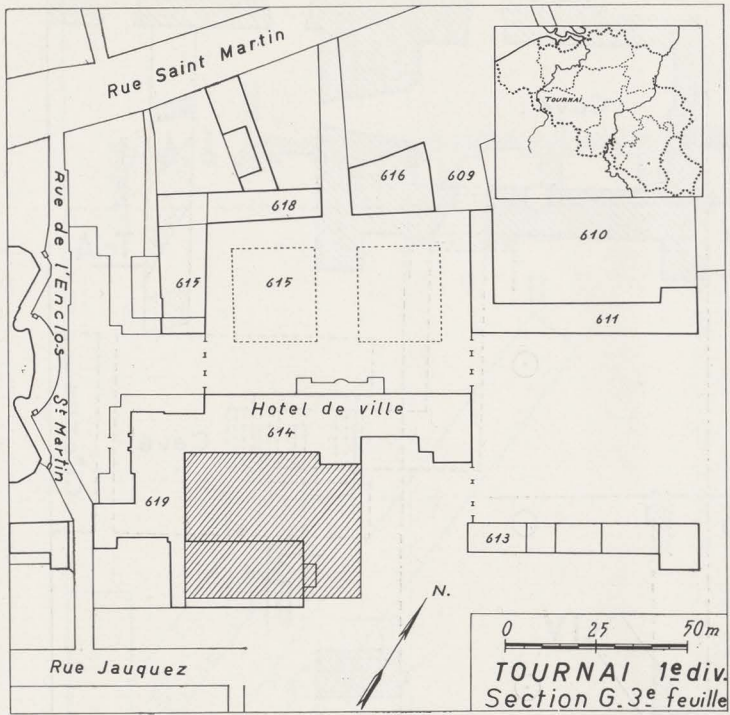 Rue Saint Martin
TOURNAI
Rue de l'Enclos St Martin
616
609
618
610
615
615
611
Hotel de ville
614
619
613
N.
0 25 50m
Rue Jauquez
TOURNAI 1e div.
Section G. 3e feuille